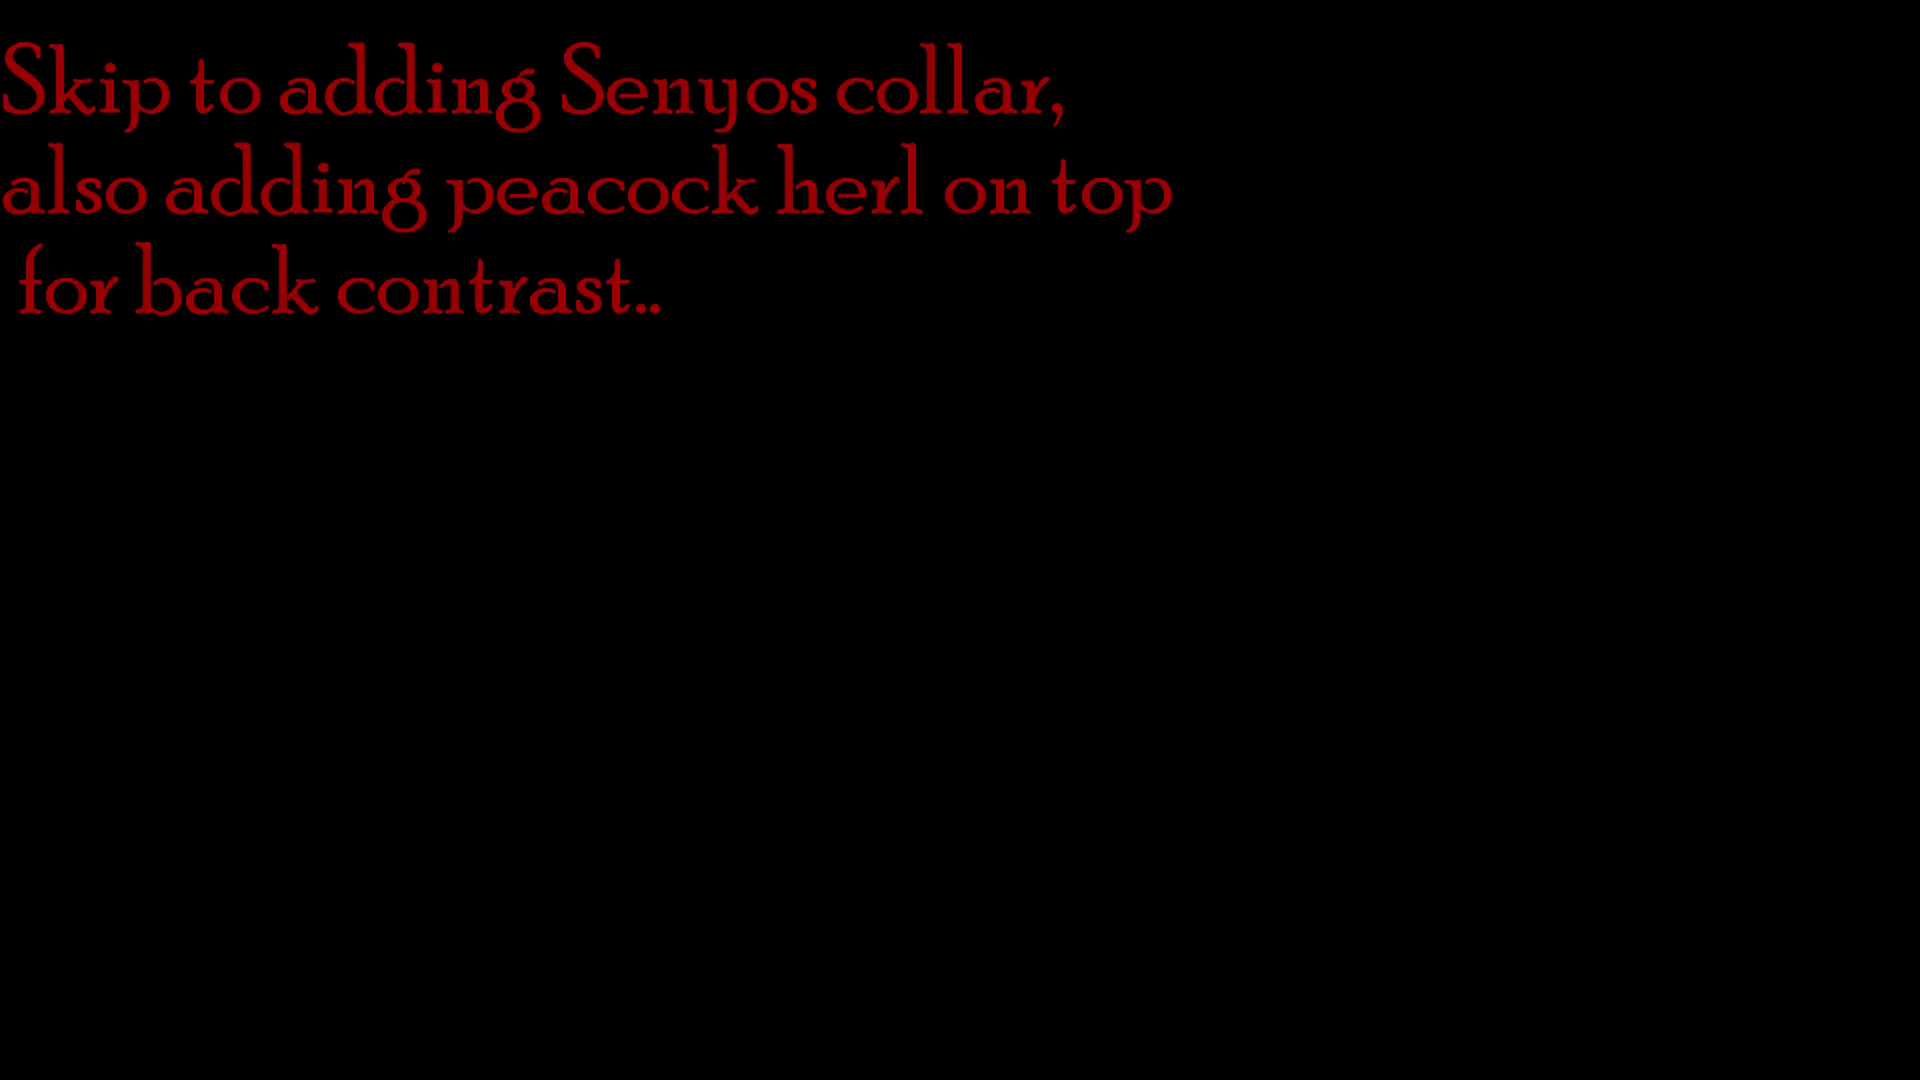 Skip to adding Senyos collar,
also adding peacock herl on top
for back contrast..